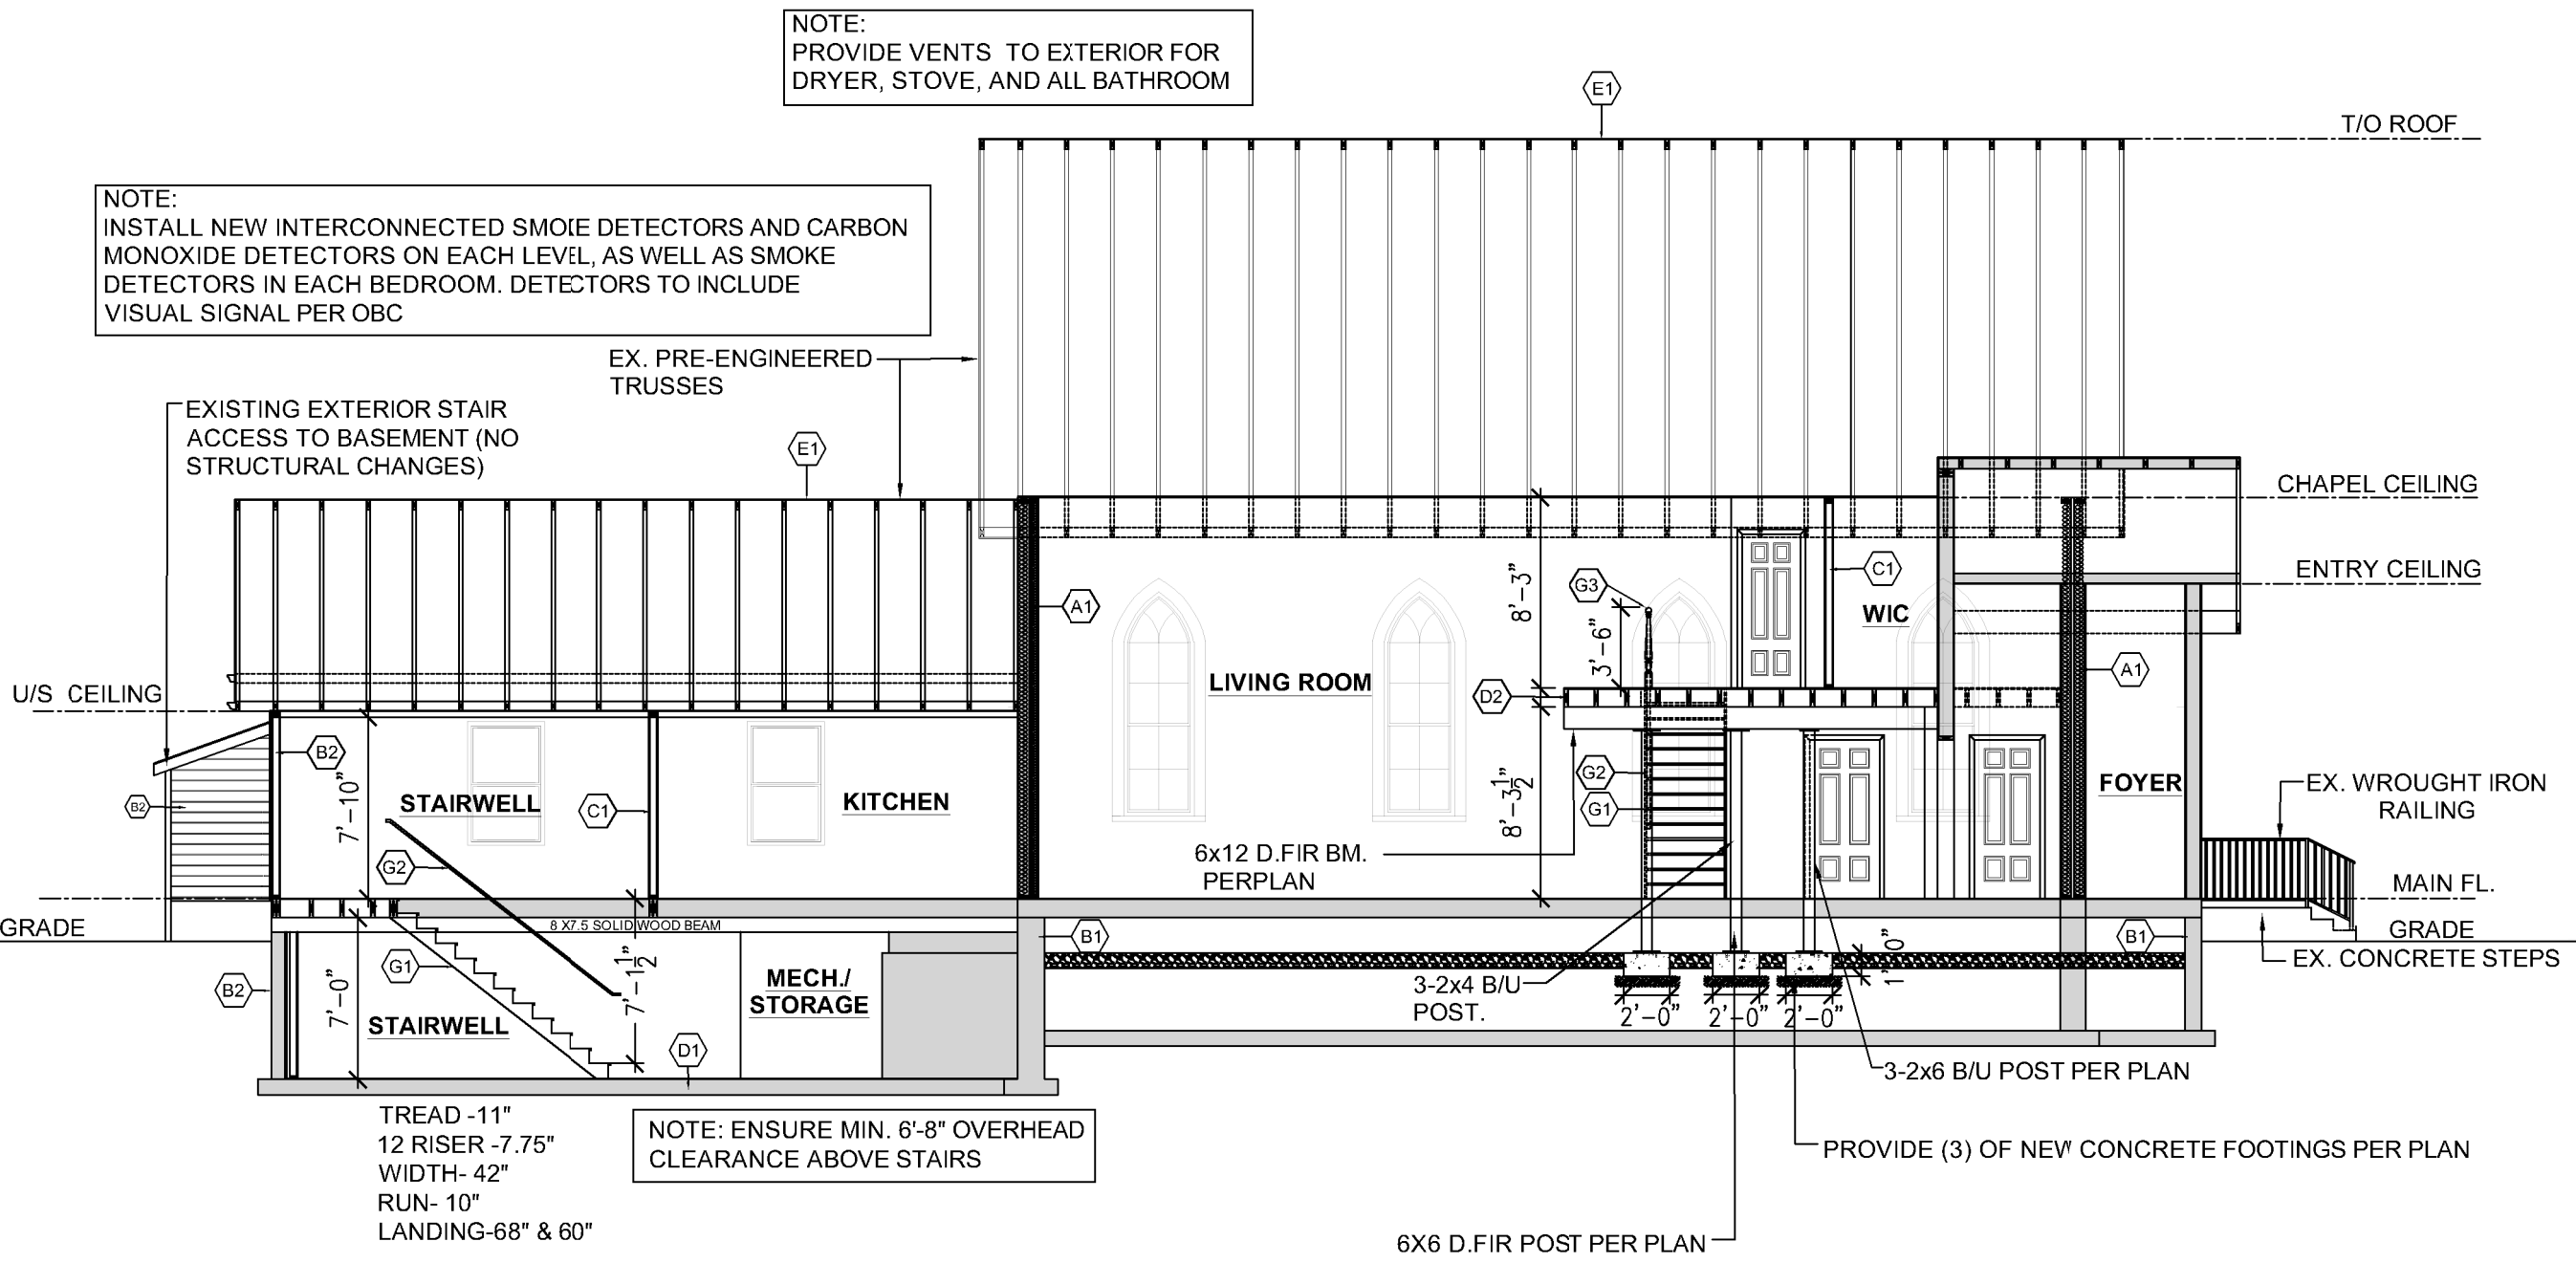 NOTE:
PROVIDE VENTS TO EXTERIOR FOR
DRYER, STOVE, AND ALL BATHROOM
E1
T/O ROOF
NOTE:
INSTALL NEW INTERCONNECTED SMOKE DETECTORS AND CARBON
MONOXIDE DETECTORS ON EACH LEVEL, AS WELL AS SMOKE
DETECTORS IN EACH BEDROOM. DETECTORS TO INCLUDE
VISUAL SIGNAL PER OBC
EX. PRE-ENGINEERED
TRUSSES
EXISTING EXTERIOR STAIR
ACCESS TO BASEMENT (NO
STRUCTURAL CHANGES)
E1
CHAPEL CEILING
ENTRY CEILING
A1
8'-3"
G3
3'-6"
C1
WIC
LIVING ROOM
D2
A1
U/S CEILING
B2
B2
7'-10"
STAIRWELL
C1
KITCHEN
G2
G2
G1
8'-3 1/2"
FOYER
EX. WROUGHT IRON
RAILING
6x12 D.FIR BM.
PERPLAN
MAIN FL.
GRADE
8 X7.5 SOLID WOOD BEAM
B1
B1
GRADE
EX. CONCRETE STEPS
B2
G1
7'-0"
7'-1 1/2"
STAIRWELL
MECH./
STORAGE
3-2x4 B/U
POST.
2'-0"
2'-0"
2'-0"
1'-0"
D1
3-2x6 B/U POST PER PLAN
TREAD -11"
12 RISER -7.75"
WIDTH- 42"
RUN- 10"
LANDING-68" & 60"
NOTE: ENSURE MIN. 6'-8" OVERHEAD
CLEARANCE ABOVE STAIRS
PROVIDE (3) OF NEW CONCRETE FOOTINGS PER PLAN
6X6 D.FIR POST PER PLAN